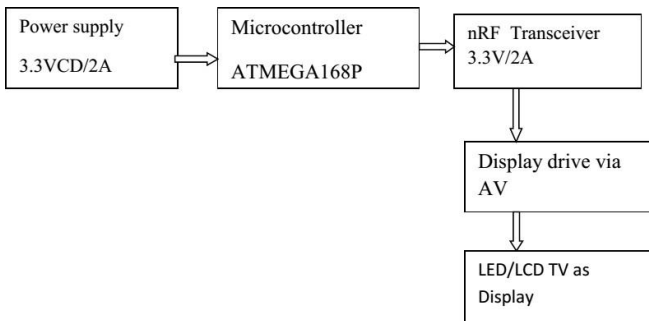 Power supply
3.3VCD/2A
Microcontroller
ATMEGA168P
nRF Transceiver
3.3V/2A
Display drive via
AV
LED/LCD TV as
Display